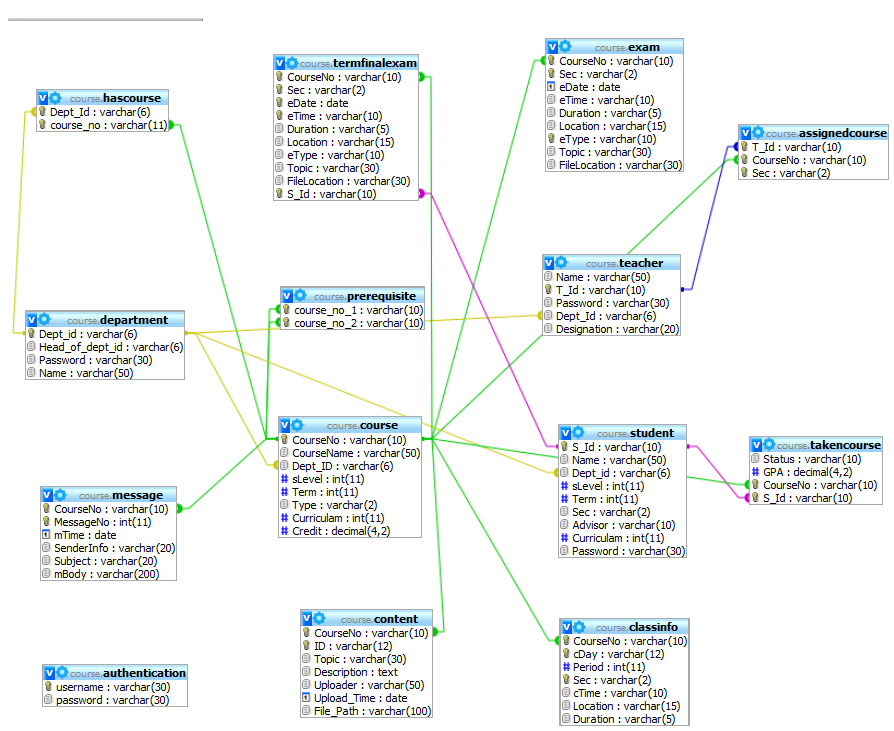 course.hascourse
Dept_Id : varchar(6)
course_no : varchar(11)
course.termfinalexam
CourseNo : varchar(10)
Sec : varchar(2)
eDate : date
eTime : varchar(10)
Duration : varchar(5)
Location : varchar(15)
eType : varchar(10)
Topic : varchar(30)
FileLocation : varchar(30)
S_Id : varchar(10)
course.exam
CourseNo : varchar(10)
Sec : varchar(2)
eDate : date
eTime : varchar(10)
Duration : varchar(5)
Location : varchar(15)
eType : varchar(10)
Topic : varchar(30)
FileLocation : varchar(30)
course.assignedcourse
T_Id : varchar(10)
CourseNo : varchar(10)
Sec : varchar(2)
course.department
Dept_id : varchar(6)
Head_of_dept_id : varchar(6)
Password : varchar(30)
Name : varchar(50)
course.prerequisite
course_no_1 : varchar(10)
course_no_2 : varchar(10)
course.teacher
Name : varchar(50)
T_Id : varchar(10)
Password : varchar(30)
Dept_Id : varchar(6)
Designation : varchar(20)
course.message
CourseNo : varchar(10)
MessageNo : int(11)
mTime : date
SenderInfo : varchar(20)
Subject : varchar(20)
mBody : varchar(200)
course.course
CourseNo : varchar(10)
CourseName : varchar(50)
Dept_ID : varchar(6)
sLevel : int(11)
Term : int(11)
Type : varchar(2)
Curriculam : int(11)
Credit : decimal(4,2)
course.student
S_Id : varchar(10)
Name : varchar(50)
Dept_id : varchar(6)
sLevel : int(11)
Term : int(11)
Sec : varchar(2)
Advisor : varchar(10)
Curriculam : int(11)
Password : varchar(30)
course.takencourse
Status : varchar(10)
GPA : decimal(4,2)
CourseNo : varchar(10)
S_Id : varchar(10)
course.authentication
username : varchar(30)
password : varchar(30)
course.content
CourseNo : varchar(10)
ID : varchar(12)
Topic : varchar(30)
Description : text
Uploader : varchar(50)
Upload_Time : date
File_Path : varchar(100)
course.classinfo
CourseNo : varchar(10)
cDay : varchar(12)
Period : int(11)
Sec : varchar(2)
cTime : varchar(10)
Location : varchar(15)
Duration : varchar(5)